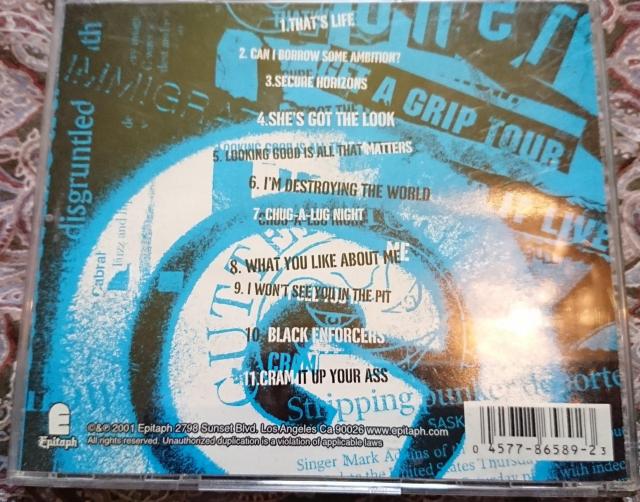 1.THAT'S LIFE
2. CAN I BORROW SOME AMBITION?
3.SECURE HORIZONS
4.SHE'S GOT THE LOOK
5. LOOKING GOOD IS ALL THAT MATTERS
6. I'M DESTROYING THE WORLD
7. CHUG-A-LUG NIGHT
8. WHAT YOU LIKE ABOUT ME
9. I WON'T SEE YOU IN THE PIT
10. BLACK ENFORCERS
11.CRAM IT UP YOUR ASS
A GRIP TOUR
LIVE
disgruntled
Cabral
Stripping
Singer Mark
United States
Epitaph
©&℗ 2001 Epitaph 2798 Sunset Blvd, Los Angeles Ca 90026 www.epitaph.com
All rights reserved. Unauthorized duplication is a violation of applicable laws
0 4577-86589-2 3